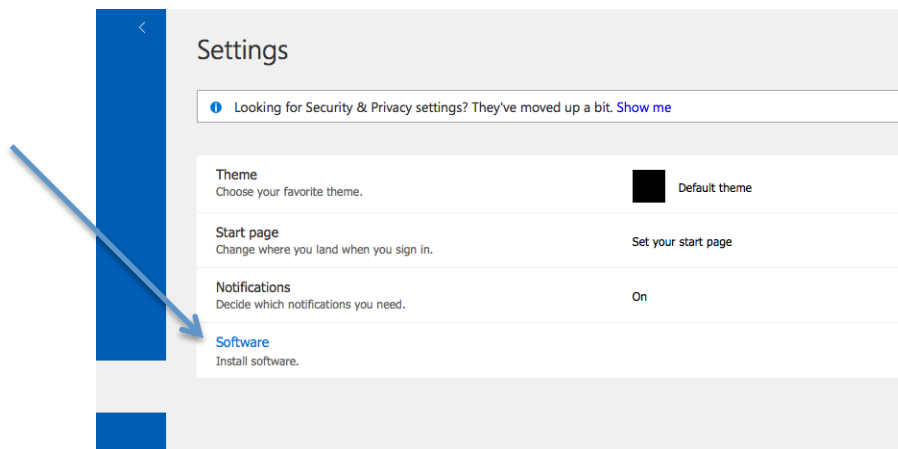 Settings
Looking for Security & Privacy settings? They've moved up a bit. Show me
Theme
Choose your favorite theme.
Default theme
Start page
Change where you land when you sign in.
Set your start page
Notifications
Decide which notifications you need.
On
Software
Install software.